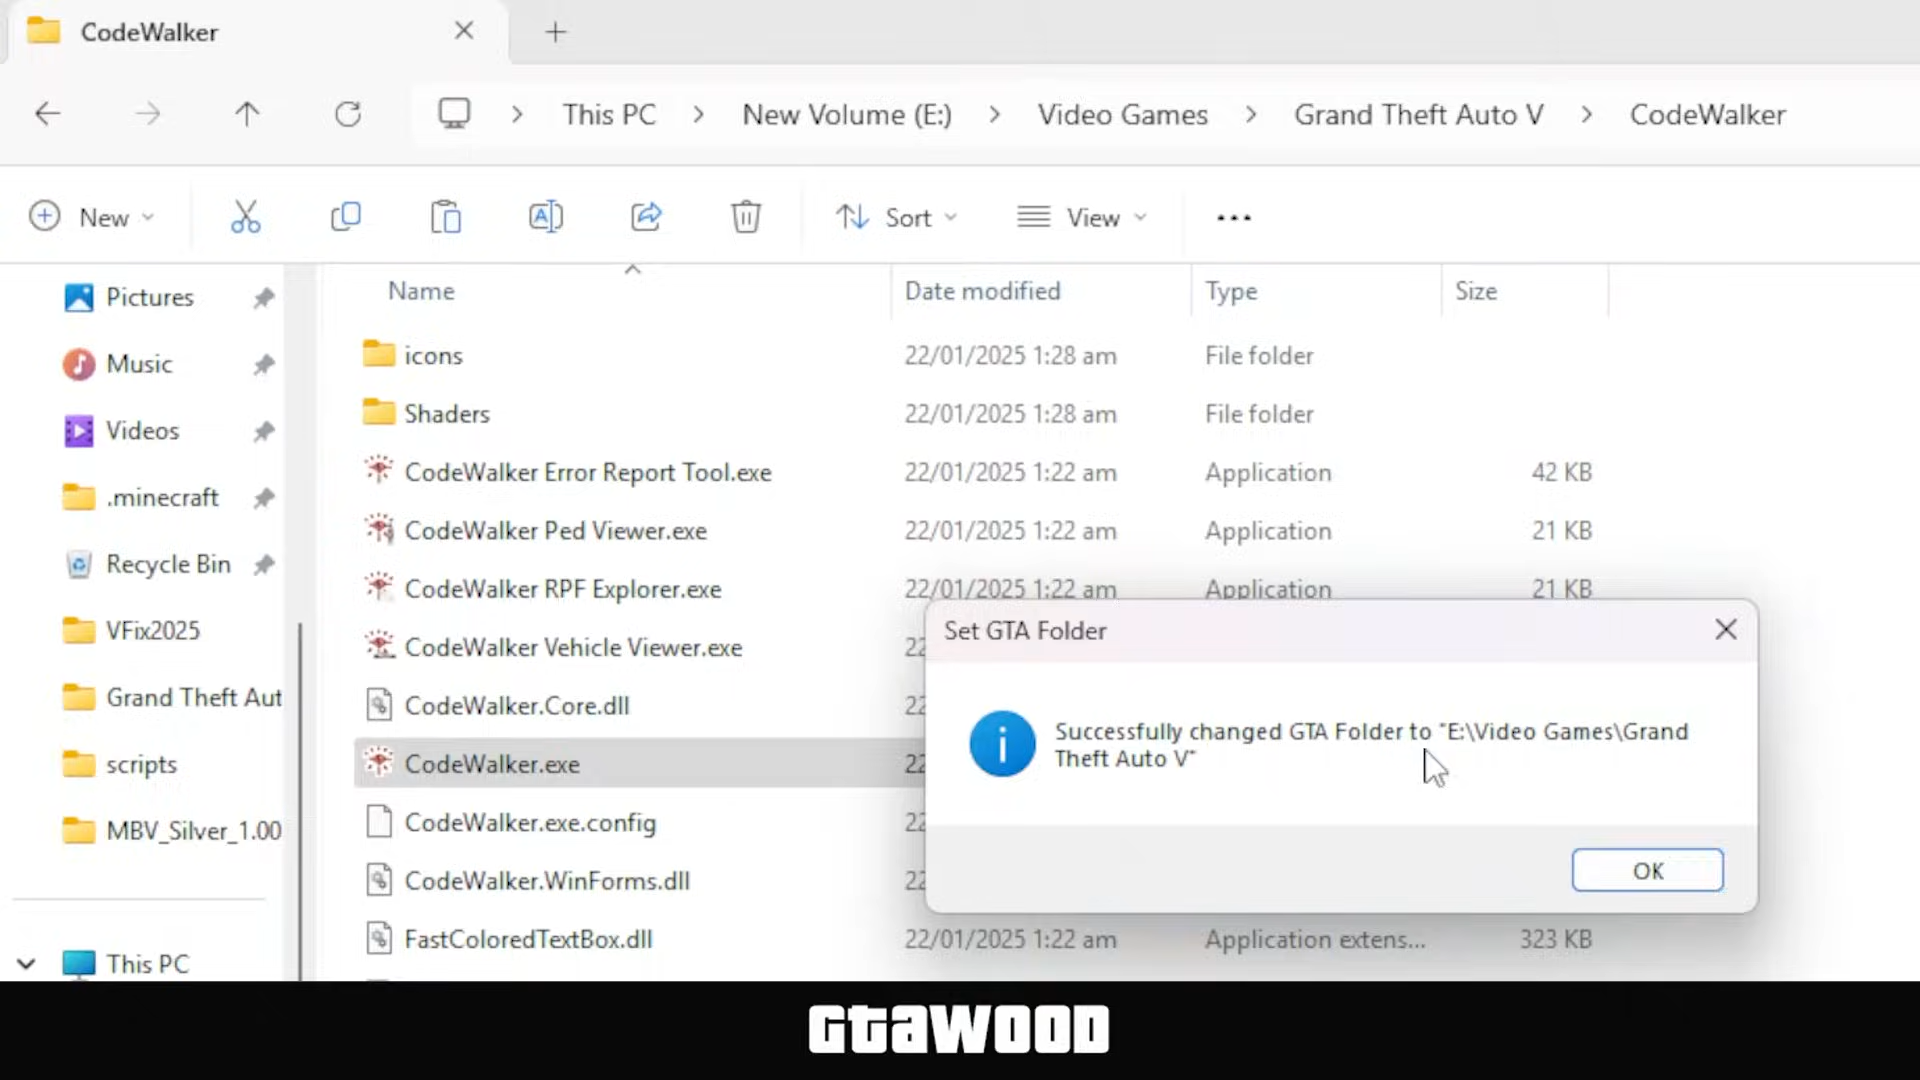 CodeWalker
This PC > New Volume (E:) > Video Games > Grand Theft Auto V > CodeWalker
New
Sort
View
Pictures
Music
Videos
.minecraft
Recycle Bin
VFix2025
Grand Theft Aut
scripts
MBV_Silver_1.00
This PC
Name Date modified Type Size
icons 22/01/2025 1:28 am File folder
Shaders 22/01/2025 1:28 am File folder
CodeWalker Error Report Tool.exe 22/01/2025 1:22 am Application 42 KB
CodeWalker Ped Viewer.exe 22/01/2025 1:22 am Application 21 KB
CodeWalker RPF Explorer.exe 22/01/2025 1:22 am Application 21 KB
CodeWalker Vehicle Viewer.exe 22
CodeWalker.Core.dll 22
CodeWalker.exe 22
CodeWalker.exe.config 22
CodeWalker.WinForms.dll 22
FastColoredTextBox.dll 22/01/2025 1:22 am Application extens... 323 KB
Set GTA Folder
Successfully changed GTA Folder to "E:\Video Games\Grand
Theft Auto V"
OK
GtaWOOD